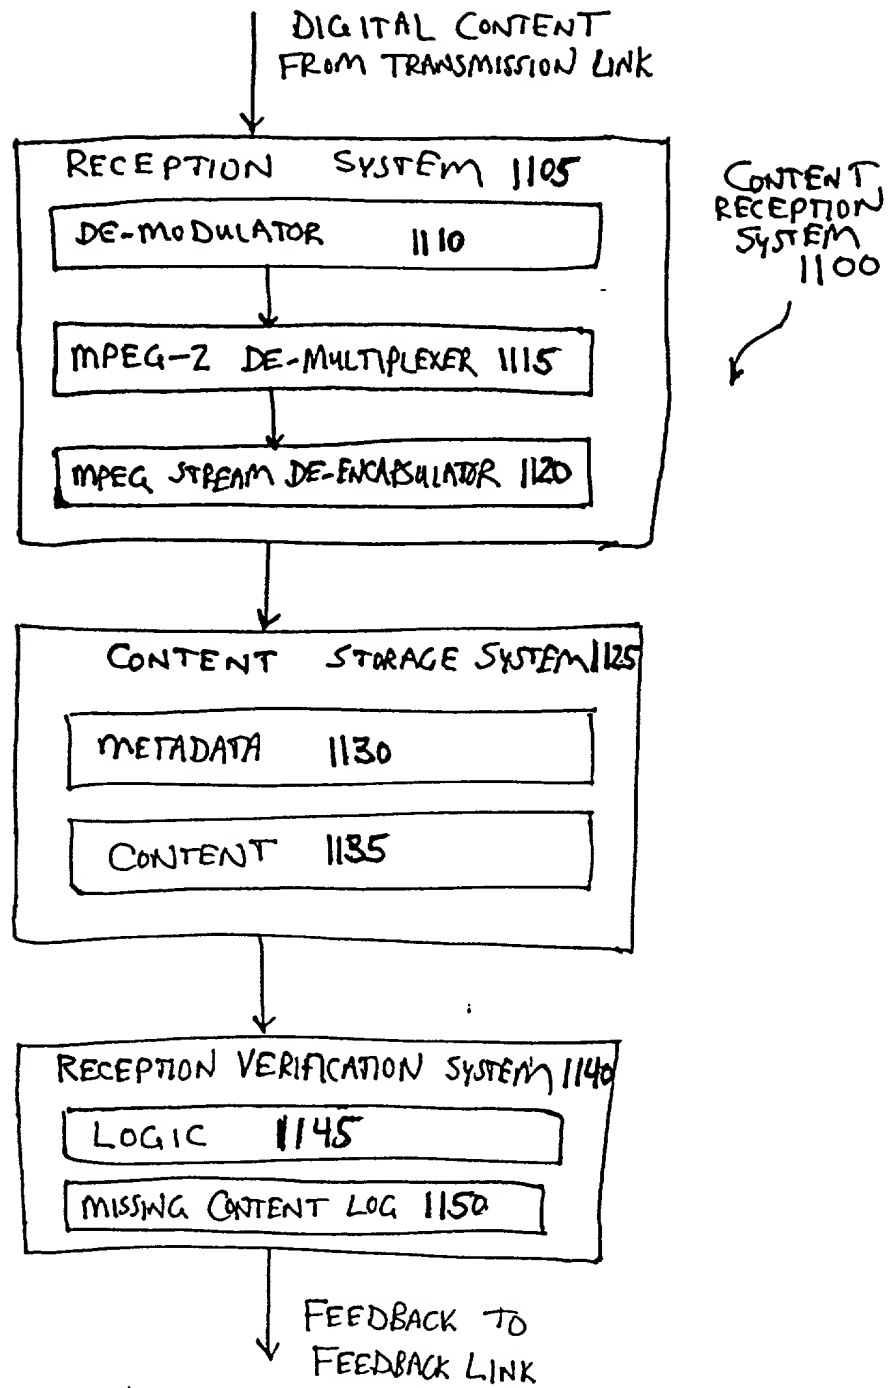 DIGITAL CONTENT
FROM TRANSMISSION LINK
RECEPTION SYSTEM 1105
DE-MODULATOR 1110
MPEG-2 DE-MULTIPLEXER 1115
MPEG STREAM DE-ENCAPSULATOR 1120
CONTENT
RECEPTION
SYSTEM
1100
CONTENT STORAGE SYSTEM 1125
METADATA 1130
CONTENT 1135
RECEPTION VERIFICATION SYSTEM 1140
LOGIC 1145
MISSING CONTENT LOG 1150
FEEDBACK TO
FEEDBACK LINK